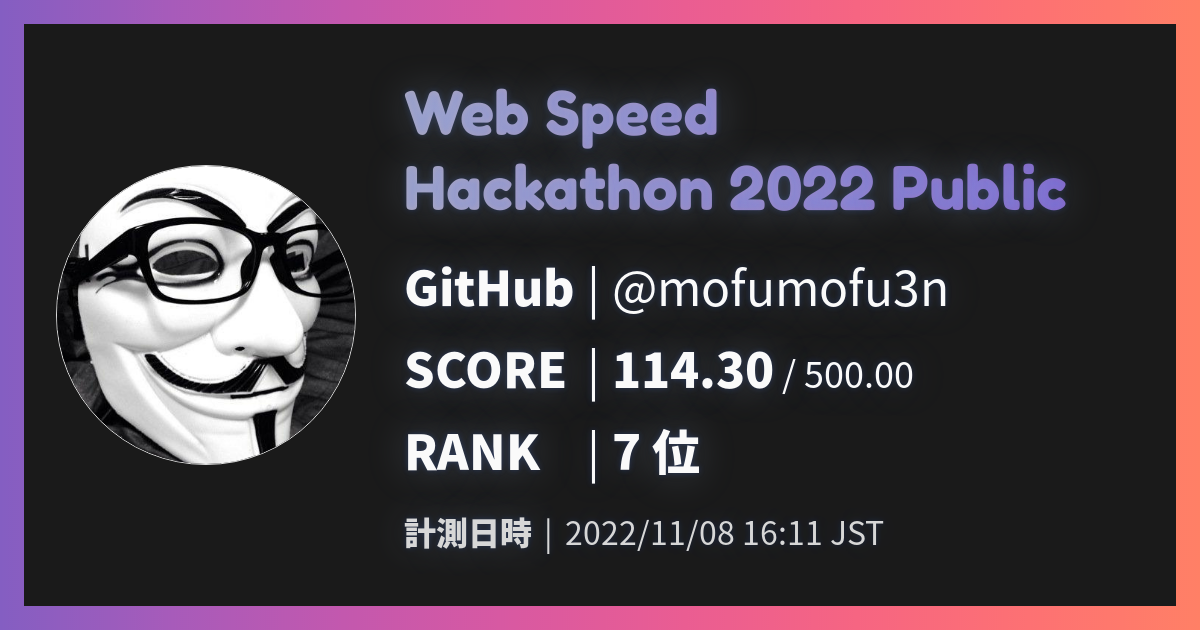 Web Speed
Hackathon 2022 Public
GitHub | @mofumofu3n
SCORE | 114.30 / 500.00
RANK | 7 位
計測日時 | 2022/11/08 16:11 JST